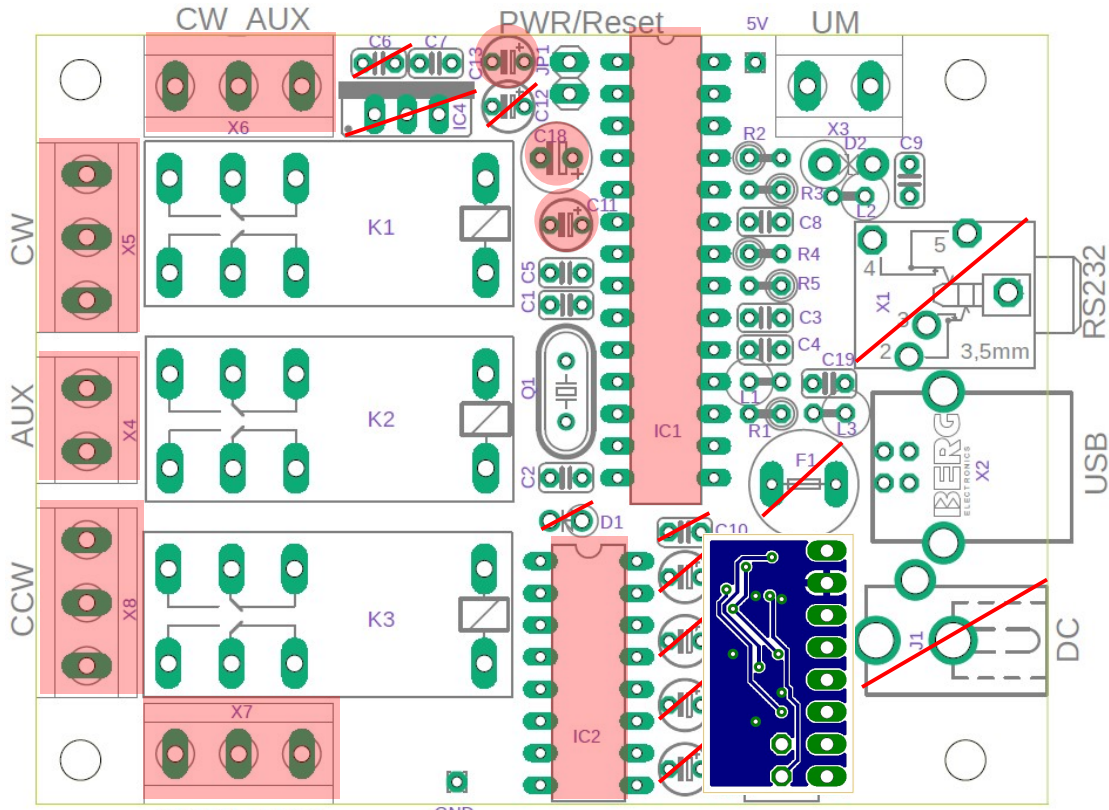 CW AUX
PWR/Reset
UM
5V
C6
C7
C13
JP1
X6
IC4
C12
X3
C18
R2
D2
C9
R3
L2
CW
X5
K1
C11
C8
R4
5
4
X1
RS232
C5
R5
C1
C3
3
2
3,5mm
C4
AUX
X4
K2
Q1
C19
L1
R1
L3
IC1
F1
BERG
ELECTRONICS
X2
USB
C2
D1
C10
CCW
X8
K3
J1
DC
X7
IC2